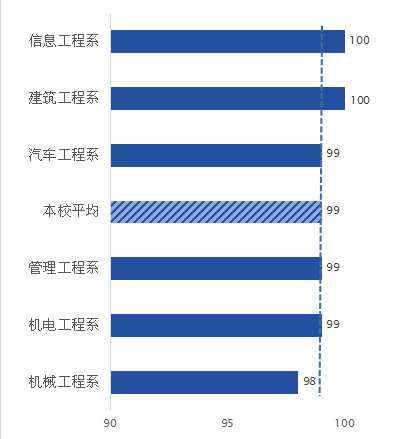 信息工程系 100
建筑工程系 100
汽车工程系 99
本校平均 99
管理工程系 99
机电工程系 99
机械工程系 98
90 95 100